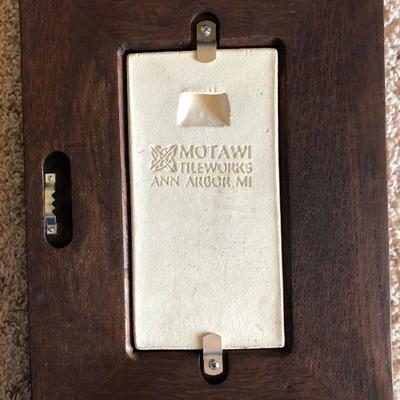 MOTAWI
TILEWORKS
ANN ARBOR, MI